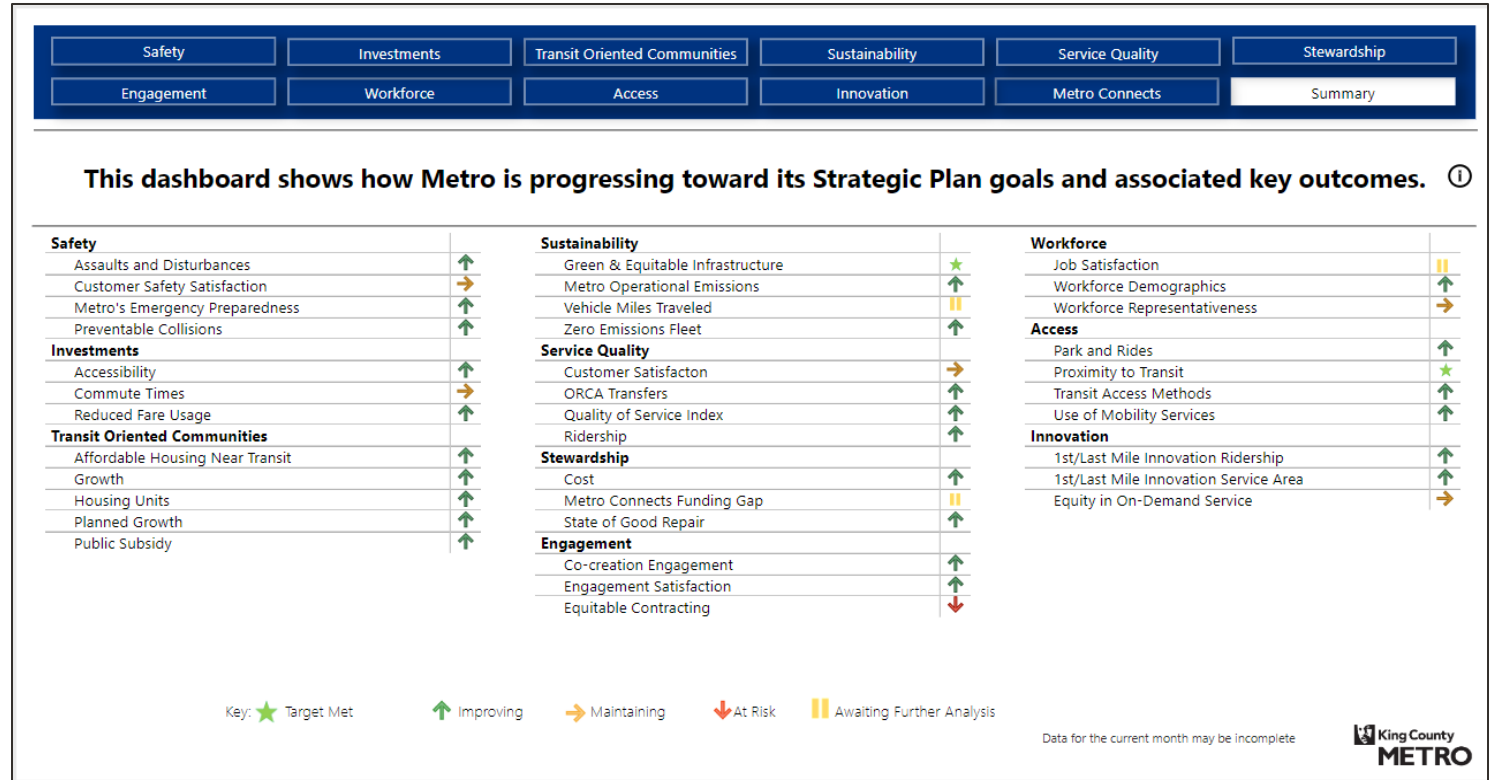 Safety
Investments
Transit Oriented Communities
Sustainability
Service Quality
Stewardship
Engagement
Workforce
Access
Innovation
Metro Connects
Summary
This dashboard shows how Metro is progressing toward its Strategic Plan goals and associated key outcomes.
Safety
Assaults and Disturbances
Customer Safety Satisfaction
Metro's Emergency Preparedness
Preventable Collisions
Investments
Accessibility
Commute Times
Reduced Fare Usage
Transit Oriented Communities
Affordable Housing Near Transit
Growth
Housing Units
Planned Growth
Public Subsidy
Sustainability
Green & Equitable Infrastructure
Metro Operational Emissions
Vehicle Miles Traveled
Zero Emissions Fleet
Service Quality
Customer Satisfacton
ORCA Transfers
Quality of Service Index
Ridership
Stewardship
Cost
Metro Connects Funding Gap
State of Good Repair
Engagement
Co-creation Engagement
Engagement Satisfaction
Equitable Contracting
Workforce
Job Satisfaction
Workforce Demographics
Workforce Representativeness
Access
Park and Rides
Proximity to Transit
Transit Access Methods
Use of Mobility Services
Innovation
1st/Last Mile Innovation Ridership
1st/Last Mile Innovation Service Area
Equity in On-Demand Service
Key: Target Met Improving Maintaining At Risk Awaiting Further Analysis
Data for the current month may be incomplete
King County
METRO